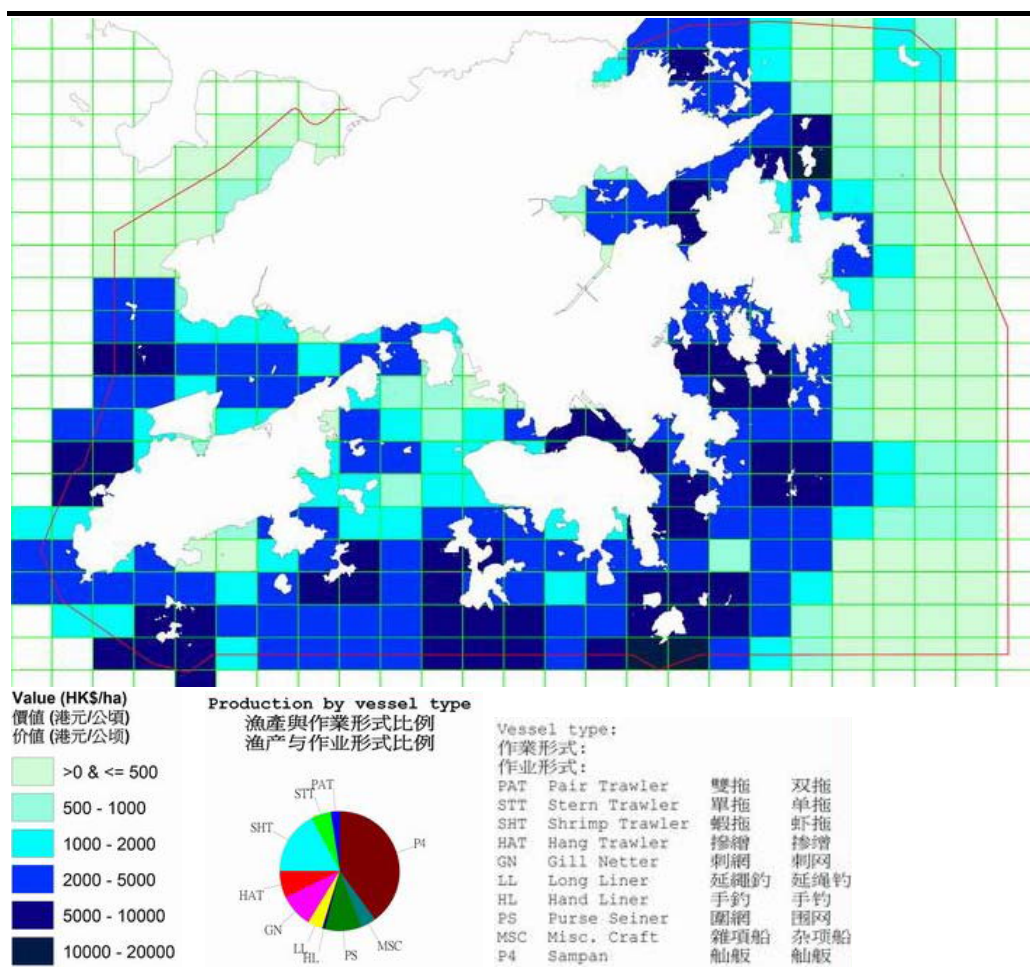 Value (HK$/ha)
價值 (港元/公頃)
价值 (港元/公顷)
>0 & <= 500
500 - 1000
1000 - 2000
2000 - 5000
5000 - 10000
10000 - 20000
Production by vessel type
漁產與作業形式比例
渔产与作业形式比例
PAT
STT
SHT
P4
HAT
GN
LL
HL
PS
MSC
Vessel type:
作業形式:
作业形式:
PAT Pair Trawler 雙拖 双拖
STT Stern Trawler 單拖 单拖
SHT Shrimp Trawler 蝦拖 虾拖
HAT Hang Trawler 摻繒 掺缯
GN Gill Netter 刺網 刺网
LL Long Liner 延繩釣 延绳钓
HL Hand Liner 手釣 手钓
PS Purse Seiner 圍網 围网
MSC Misc. Craft 雜項船 杂项船
P4 Sampan 舢舨 舢舨